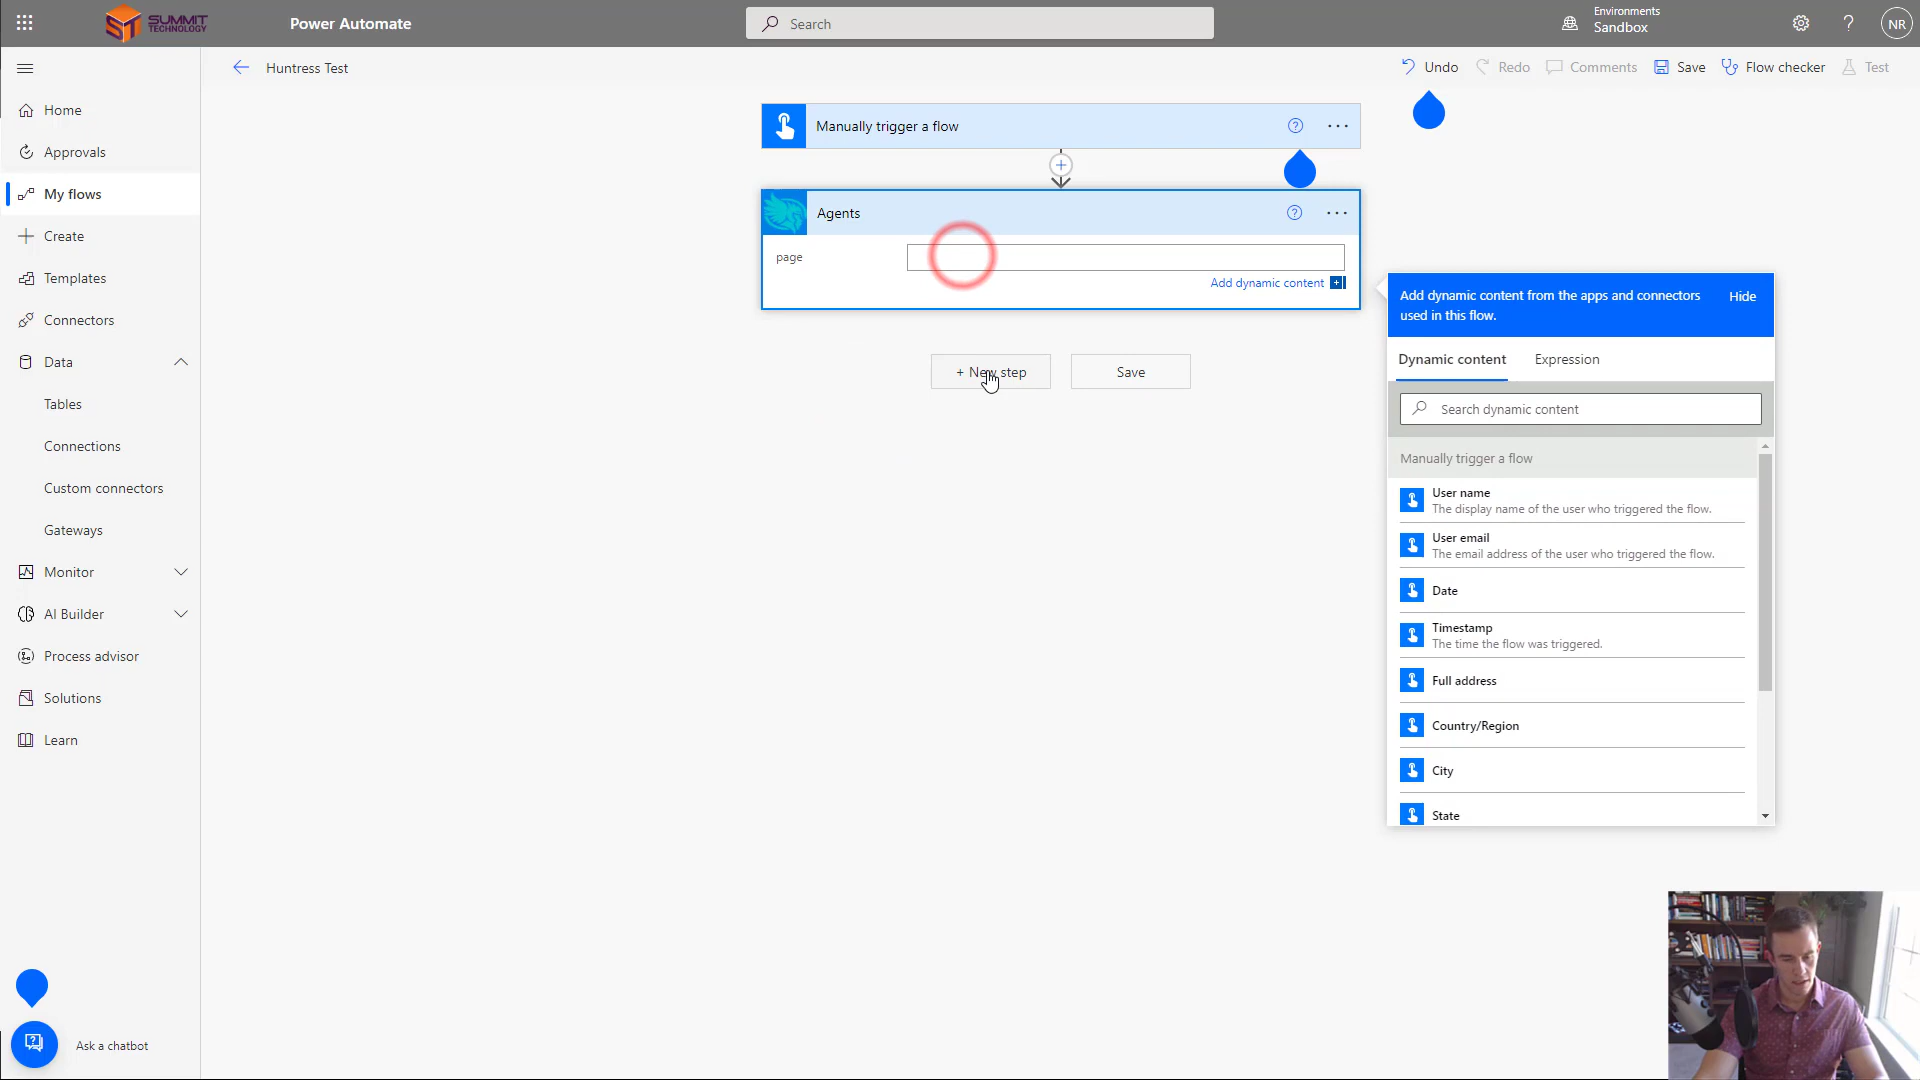 SUMMIT
TECHNOLOGY
Power Automate
Search
Environments
Sandbox
?
NR
Huntress Test
Undo
Redo
Comments
Save
Flow checker
Test
Home
Approvals
My flows
Create
Templates
Connectors
Data
Tables
Connections
Custom connectors
Gateways
Monitor
AI Builder
Process advisor
Solutions
Learn
Ask a chatbot
Manually trigger a flow
Agents
page
Add dynamic content
+ New step
Save
Add dynamic content from the apps and connectors
used in this flow.
Hide
Dynamic content
Expression
Search dynamic content
Manually trigger a flow
User name
The display name of the user who triggered the flow.
User email
The email address of the user who triggered the flow.
Date
Timestamp
The time the flow was triggered.
Full address
Country/Region
City
State